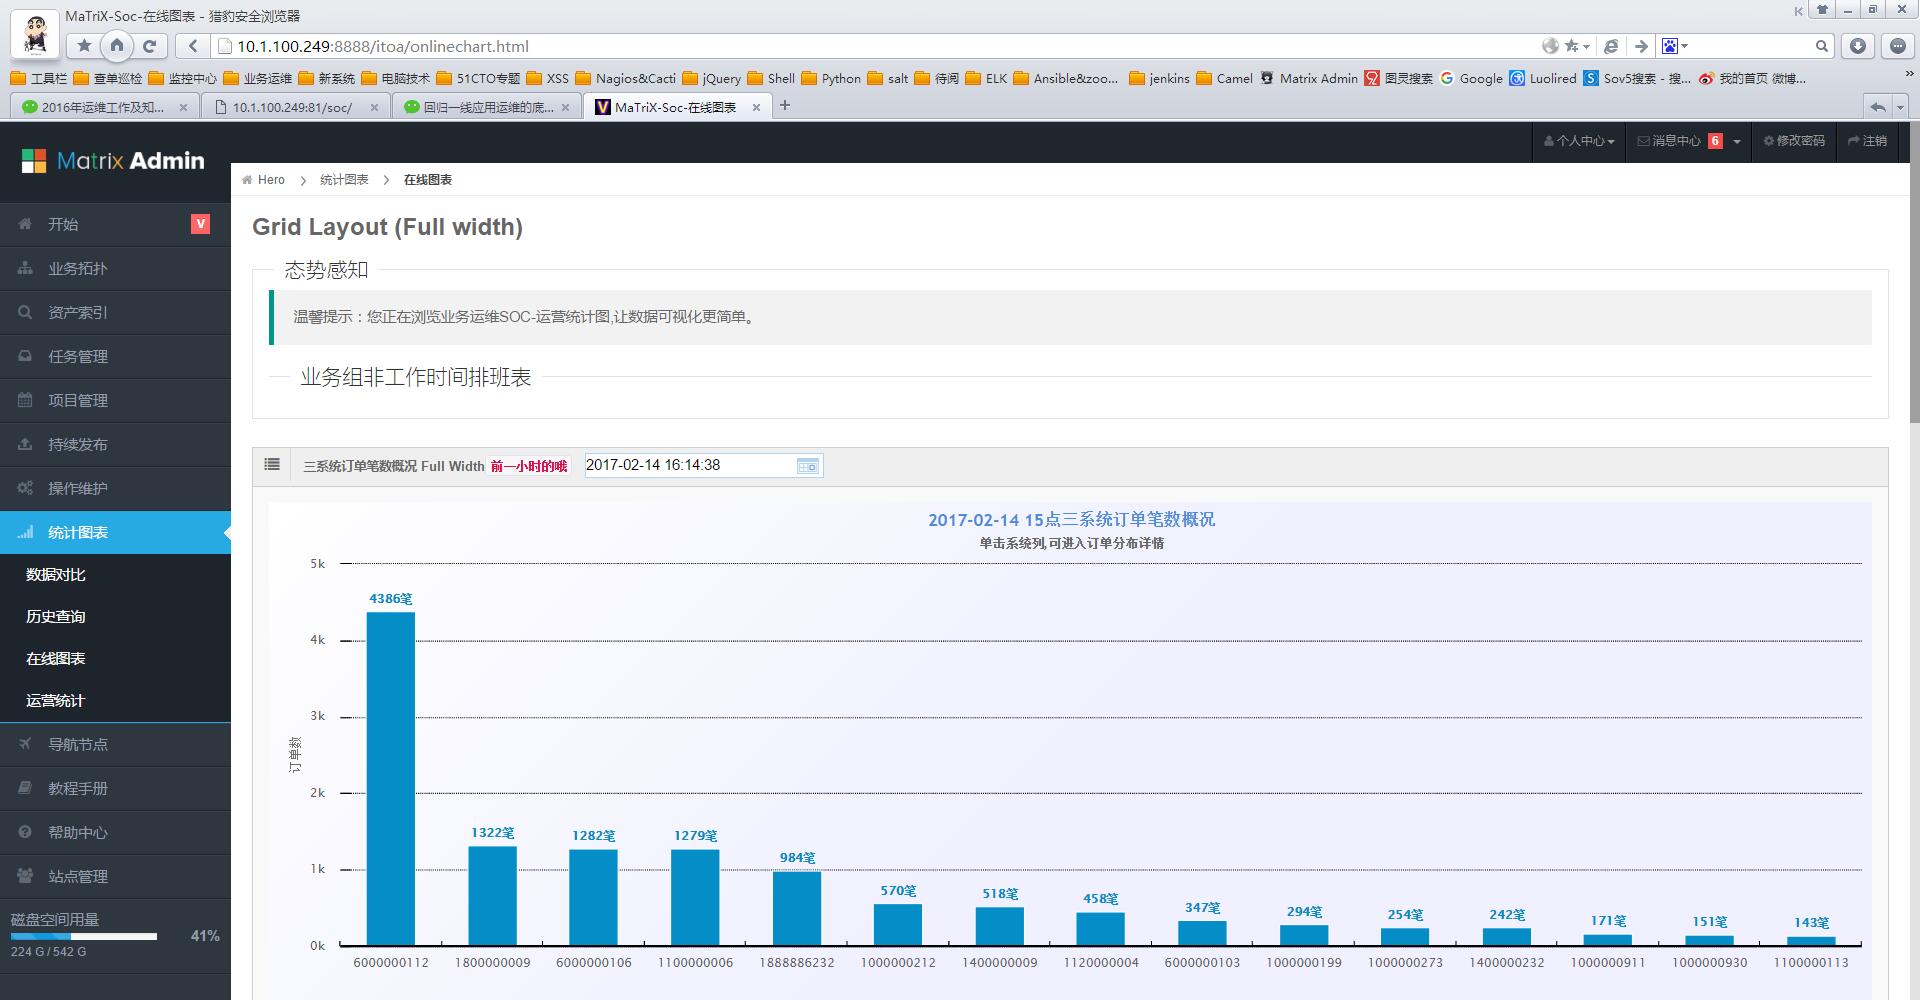 MaTriX-Soc-在线图表 - 猎豹安全浏览器
10.1.100.249:8888/itoa/onlinechart.html
工具栏 查单巡检 监控中心 业务运维 新系统 电脑技术 51CTO专题 XSS Nagios&Cacti jQuery Shell Python salt 待阅 ELK Ansible&zoo... jenkins Camel Matrix Admin 图灵搜索 Google Luolired Sov5搜索 - 搜... 我的首页 微博... »
2016年运维工作及知... 10.1.100.249:81/soc/ 回归一线应用运维的底... MaTriX-Soc-在线图表
Matrix Admin
个人中心 消息中心 6 修改密码 注销
Hero 统计图表 在线图表
开始 V
业务拓扑
资产索引
任务管理
项目管理
持续发布
操作维护
统计图表
数据对比
历史查询
在线图表
运营统计
导航节点
教程手册
帮助中心
站点管理
磁盘空间用量
41%
224 G / 542 G
Grid Layout (Full width)
态势感知
温馨提示：您正在浏览业务运维SOC-运营统计图,让数据可视化更简单。
业务组非工作时间排班表
三系统订单笔数概况 Full Width 前一小时的哦 2017-02-14 16:14:38
2017-02-14 15点三系统订单笔数概况
单击系统列,可进入订单分布详情
订单数
5k
4k
3k
2k
1k
0k
4386笔 1322笔 1282笔 1279笔 984笔 570笔 518笔 458笔 347笔 294笔 254笔 242笔 171笔 151笔 143笔
6000000112 1800000009 6000000106 1100000006 1888886232 1000000212 1400000009 1120000004 6000000103 1000000199 1000000273 1400000232 1000000911 1000000930 1100000113